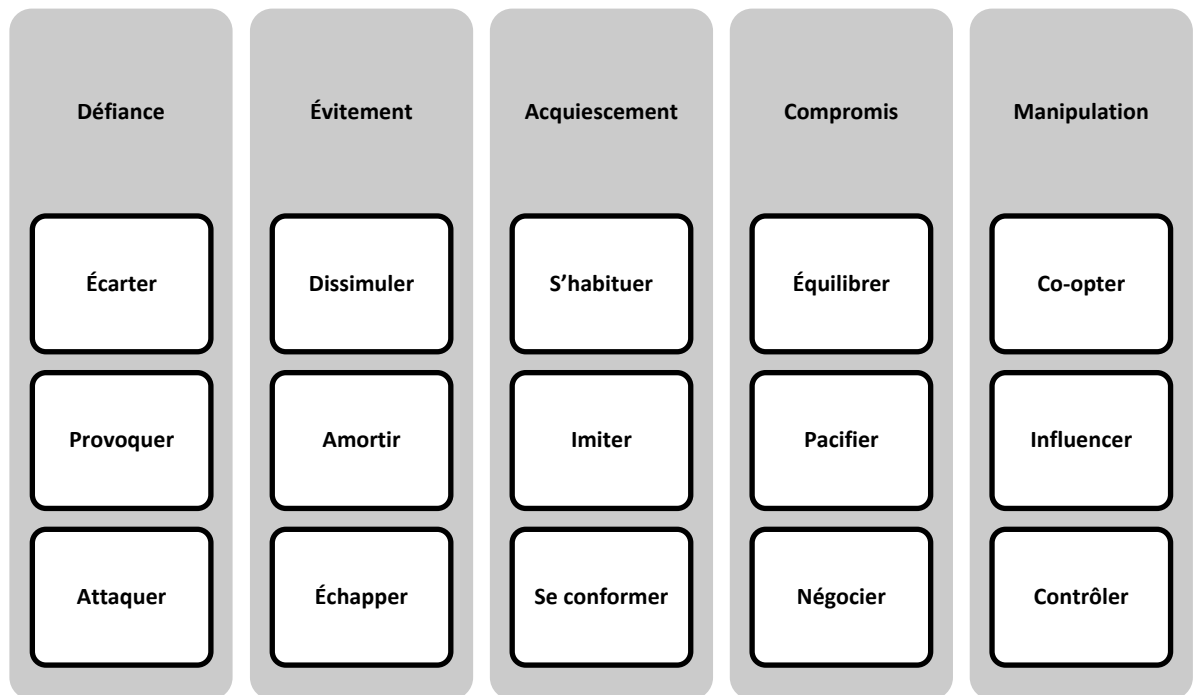 Défiance
Évitement
Acquiescement
Compromis
Manipulation
Écarter
Dissimuler
S’habituer
Équilibrer
Co-opter
Provoquer
Amortir
Imiter
Pacifier
Influencer
Attaquer
Échapper
Se conformer
Négocier
Contrôler